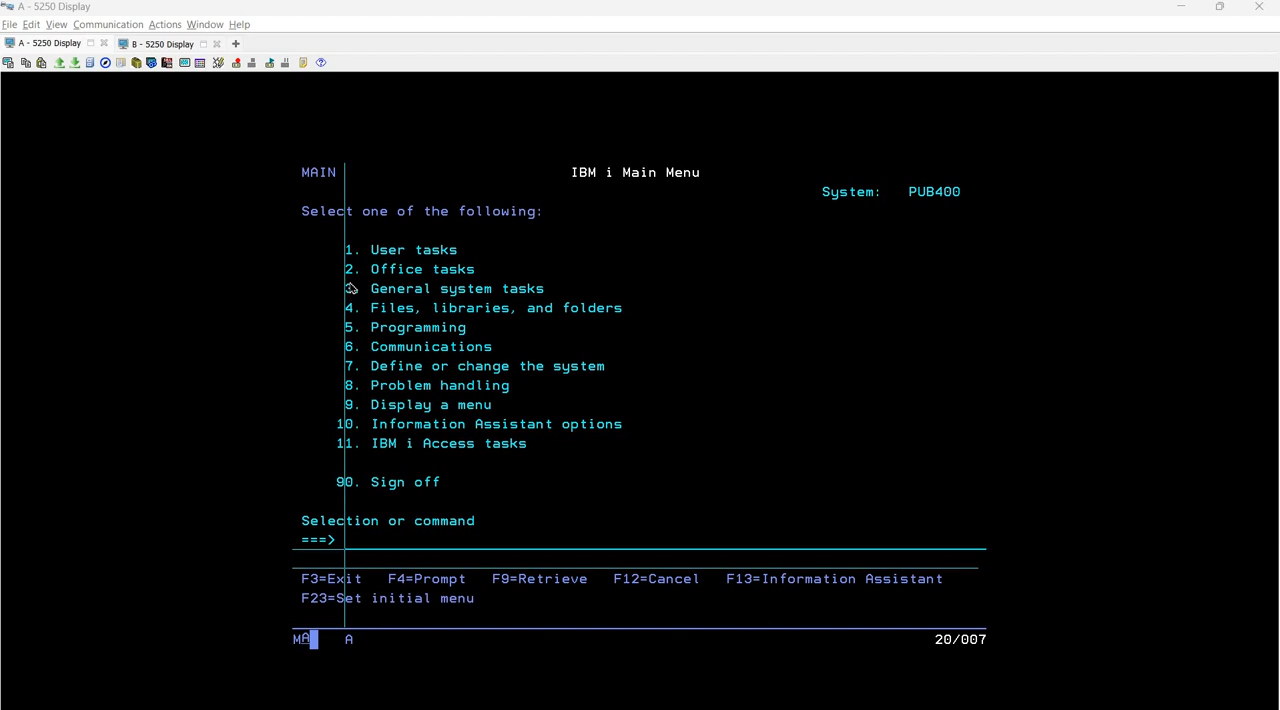 A - 5250 Display
File Edit View Communication Actions Window Help
A - 5250 Display B - 5250 Display
MAIN IBM i Main Menu
System: PUB400
Select one of the following:
1. User tasks
2. Office tasks
3. General system tasks
4. Files, libraries, and folders
5. Programming
6. Communications
7. Define or change the system
8. Problem handling
9. Display a menu
10. Information Assistant options
11. IBM i Access tasks
90. Sign off
Selection or command
===>
F3=Exit F4=Prompt F9=Retrieve F12=Cancel F13=Information Assistant
F23=Set initial menu
MA A 20/007